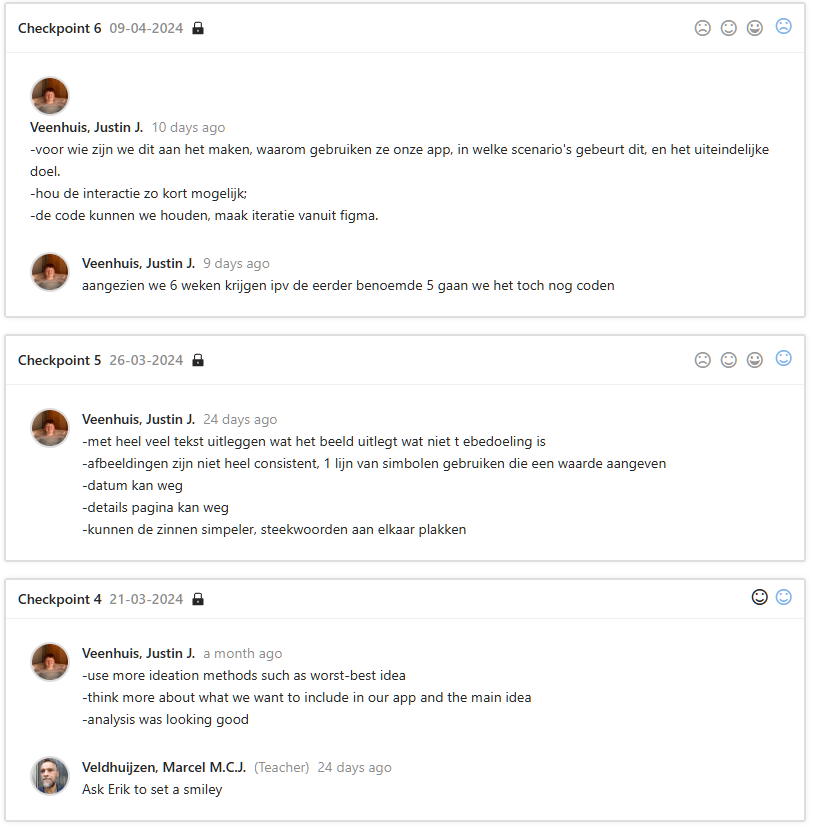 Checkpoint 6 09-04-2024
Veenhuis, Justin J. 10 days ago
-voor wie zijn we dit aan het maken, waarom gebruiken ze onze app, in welke scenario's gebeurt dit, en het uiteindelijke
doel.
-hou de interactie zo kort mogelijk;
-de code kunnen we houden, maak iteratie vanuit figma.
Veenhuis, Justin J. 9 days ago
aangezien we 6 weken krijgen ipv de eerder benoemde 5 gaan we het toch nog coden
Checkpoint 5 26-03-2024
Veenhuis, Justin J. 24 days ago
-met heel veel tekst uitleggen wat het beeld uitlegt wat niet t ebedoeling is
-afbeeldingen zijn niet heel consistent, 1 lijn van simbolen gebruiken die een waarde aangeven
-datum kan weg
-details pagina kan weg
-kunnen de zinnen simpeler, steekwoorden aan elkaar plakken
Checkpoint 4 21-03-2024
Veenhuis, Justin J. a month ago
-use more ideation methods such as worst-best idea
-think more about what we want to include in our app and the main idea
-analysis was looking good
Veldhuijzen, Marcel M.C.J. (Teacher) 24 days ago
Ask Erik to set a smiley